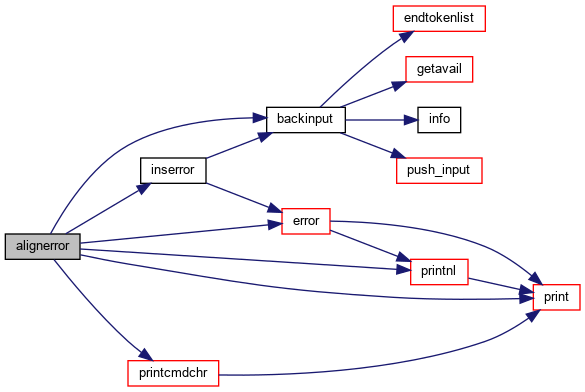 endtokenlist
getavail
backinput
info
inserror
push_input
error
alignerror
printnl
print
printcmdchr